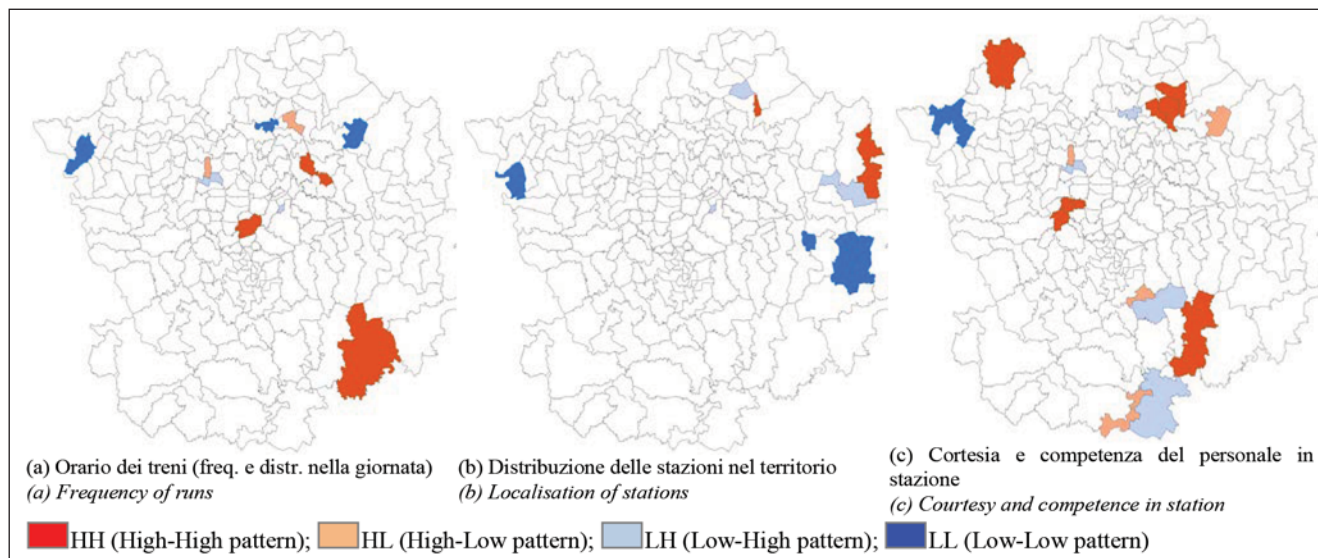 (a) Orario dei treni (freq. e distr. nella giornata)
(a) Frequency of runs
(b) Distribuzione delle stazioni nel territorio
(b) Localisation of stations
(c) Cortesia e competenza del personale in
stazione
(c) Courtesy and competence in station
HH (High-High pattern); HL (High-Low pattern); LH (Low-High pattern); LL (Low-Low pattern)